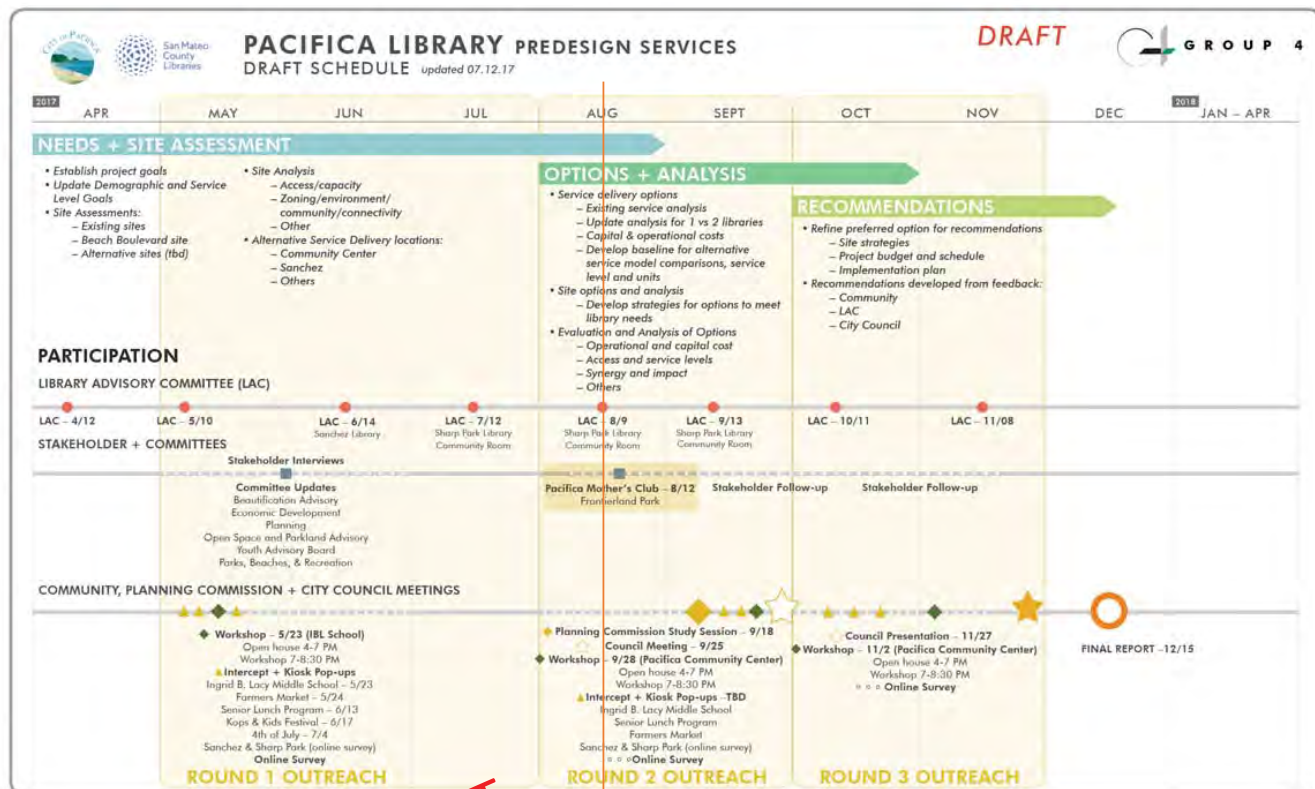 CITY OF PACIFICA
San Mateo
County
Libraries
PACIFICA LIBRARY PREDESIGN SERVICES
DRAFT SCHEDULE updated 07.12.17
DRAFT
GROUP 4
2017
2018
APR MAY JUN JUL AUG SEPT OCT NOV DEC JAN – APR
NEEDS + SITE ASSESSMENT
• Establish project goals
• Update Demographic and Service
Level Goals
• Site Assessments:
– Existing sites
– Beach Boulevard site
– Alternative sites (tbd)
• Site Analysis
– Access/capacity
– Zoning/environment/
community/connectivity
– Other
• Alternative Service Delivery locations:
– Community Center
– Sanchez
– Others
OPTIONS + ANALYSIS
• Service delivery options
– Existing service analysis
– Update analysis for 1 vs 2 libraries
– Capital & operational costs
– Develop baseline for alternative
service model comparisons, service
level and units
• Site options and analysis
– Develop strategies for options to meet
library needs
• Evaluation and Analysis of Options
– Operational and capital cost
– Access and service levels
– Synergy and impact
– Others
RECOMMENDATIONS
• Refine preferred option for recommendations
– Site strategies
– Project budget and schedule
– Implementation plan
• Recommendations developed from feedback:
– Community
– LAC
– City Council
PARTICIPATION
LIBRARY ADVISORY COMMITTEE (LAC)
LAC – 4/12
LAC – 5/10
LAC – 6/14
Sanchez Library
LAC – 7/12
Sharp Park Library
Community Room
LAC – 8/9
Sharp Park Library
Community Room
LAC – 9/13
Sharp Park Library
Community Room
LAC – 10/11
LAC – 11/08
STAKEHOLDER + COMMITTEES
Stakeholder Interviews
Committee Updates
Beautification Advisory
Economic Development
Planning
Open Space and Parkland Advisory
Youth Advisory Board
Parks, Beaches, & Recreation
Pacifica Mother's Club – 8/12
Frontierland Park
Stakeholder Follow-up
Stakeholder Follow-up
COMMUNITY, PLANNING COMMISSION + CITY COUNCIL MEETINGS
Workshop – 5/23 (IBL School)
Open house 4-7 PM
Workshop 7-8:30 PM
Intercept + Kiosk Pop-ups
Ingrid B. Lacy Middle School – 5/23
Farmers Market – 5/24
Senior Lunch Program – 6/13
Kops & Kids Festival – 6/17
4th of July – 7/4
Sanchez & Sharp Park (online survey)
Online Survey
ROUND 1 OUTREACH
Planning Commission Study Session – 9/18
Council Meeting – 9/25
Workshop – 9/28 (Pacifica Community Center)
Open house 4-7 PM
Workshop 7-8:30 PM
Intercept + Kiosk Pop-ups –TBD
Ingrid B. Lacy Middle School
Senior Lunch Program
Farmers Market
Sanchez & Sharp Park (online survey)
Online Survey
ROUND 2 OUTREACH
Council Presentation – 11/27
Workshop – 11/2 (Pacifica Community Center)
Open house 4-7 PM
Workshop 7-8:30 PM
Online Survey
ROUND 3 OUTREACH
FINAL REPORT –12/15